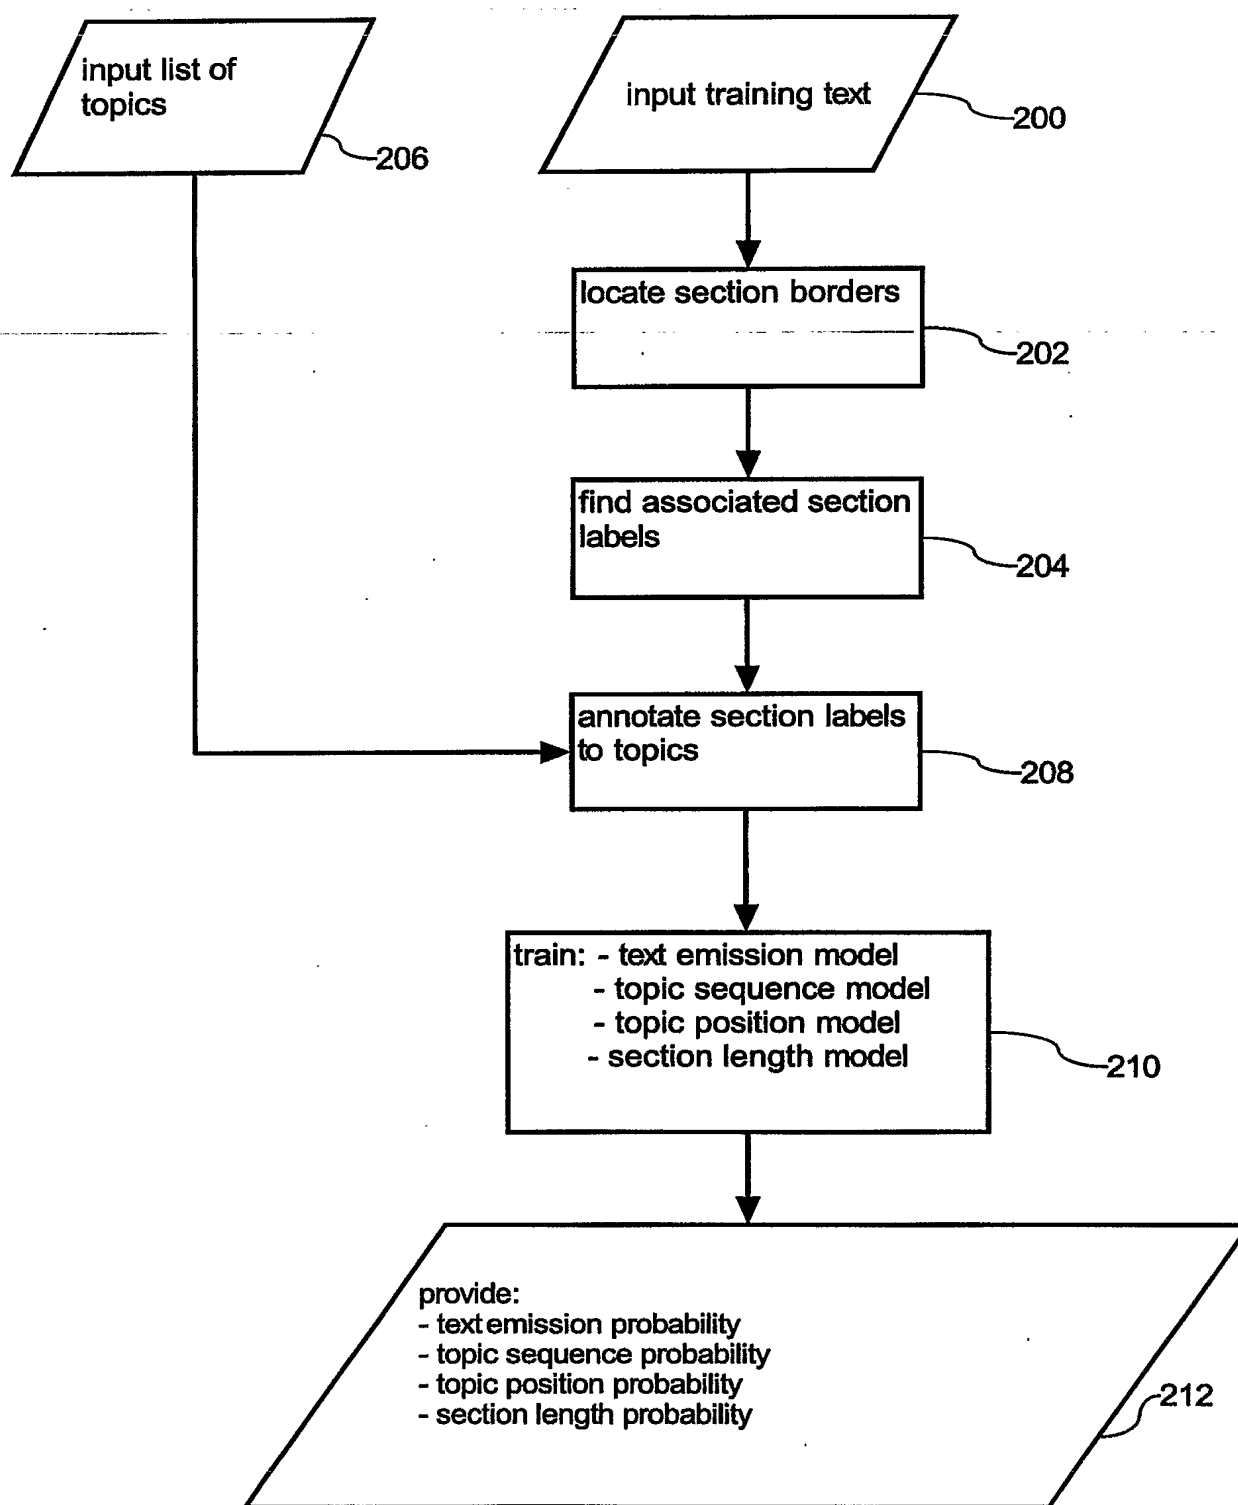 input list of
topics
206
input training text
200
locate section borders
202
find associated section
labels
204
annotate section labels
to topics
208
train: - text emission model
- topic sequence model
- topic position model
- section length model
210
provide:
- text emission probability
- topic sequence probability
- topic position probability
- section length probability
212